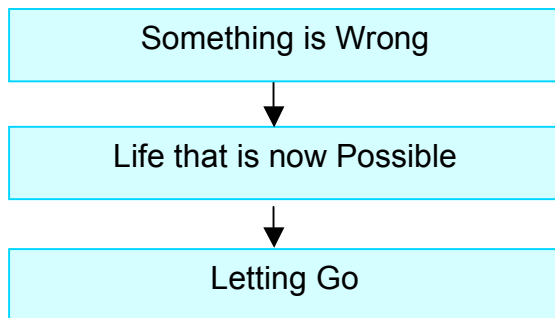 Something is Wrong
Life that is now Possible
Letting Go